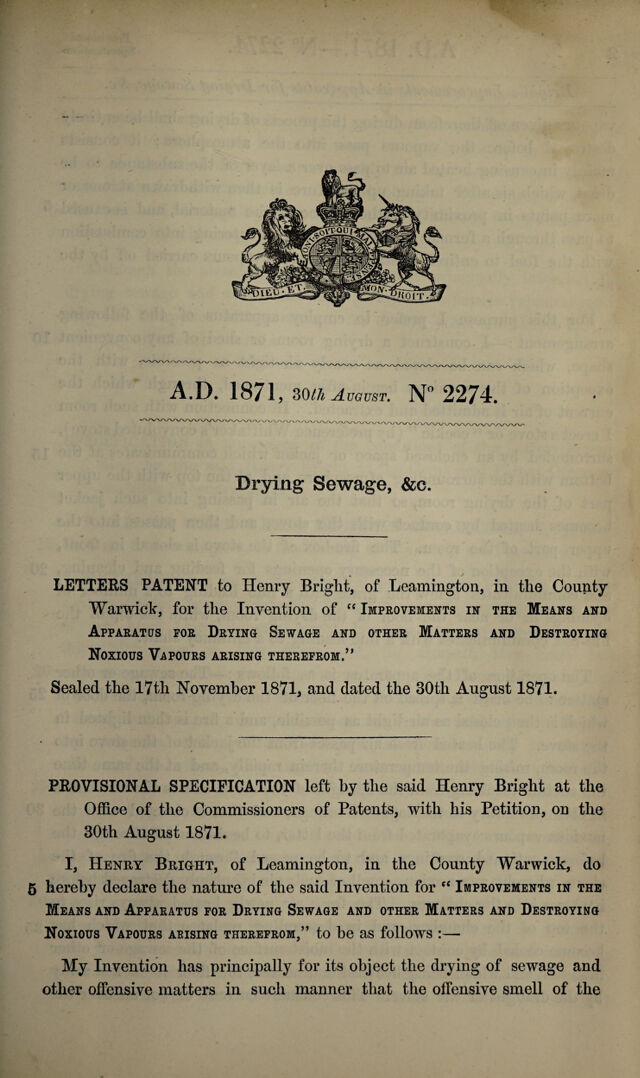 HONI SOIT QUI MAL Y PENSE
DIEU · ET · MON · DROIT ·
A.D. 1871, 30th August. No 2274.
Drying Sewage, &c.
LETTERS PATENT to Henry Bright, of Leamington, in the County
Warwick, for the Invention of “ Improvements in the Means and
Apparatus for Drying Sewage and other Matters and Destroying
Noxious Vapours arising therefrom.”
Sealed the 17th November 1871, and dated the 30th August 1871.
PROVISIONAL SPECIFICATION left by the said Henry Bright at the
Office of the Commissioners of Patents, with his Petition, on the
30th August 1871.
I, Henry Bright, of Leamington, in the County Warwick, do
5 hereby declare the nature of the said Invention for “ Improvements in the
Means and Apparatus for Drying Sewage and other Matters and Destroying
Noxious Vapours arising therefrom,” to be as follows :—
My Invention has principally for its object the drying of sewage and
other offensive matters in such manner that the offensive smell of the